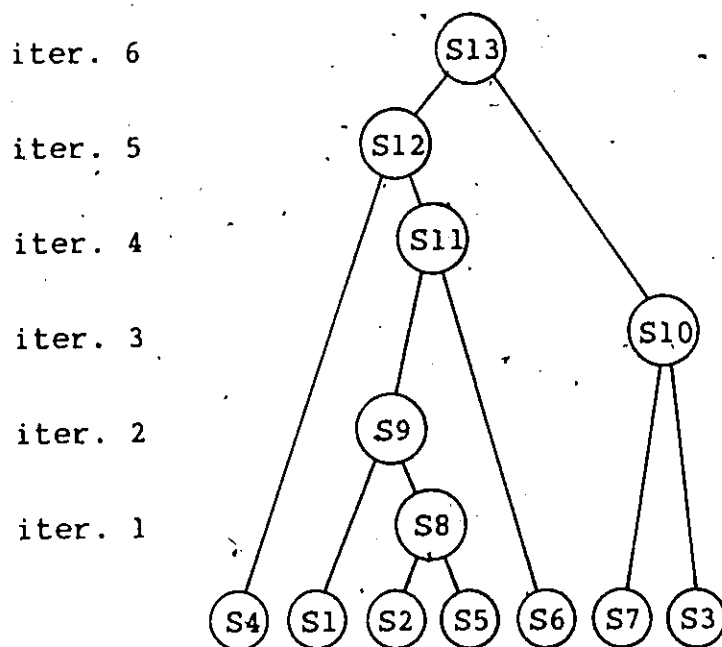 iter. 6 S13
iter. 5 S12
iter. 4 S11
iter. 3 S10
iter. 2 S9
iter. 1 S8
S4 S1 S2 S5 S6 S7 S3